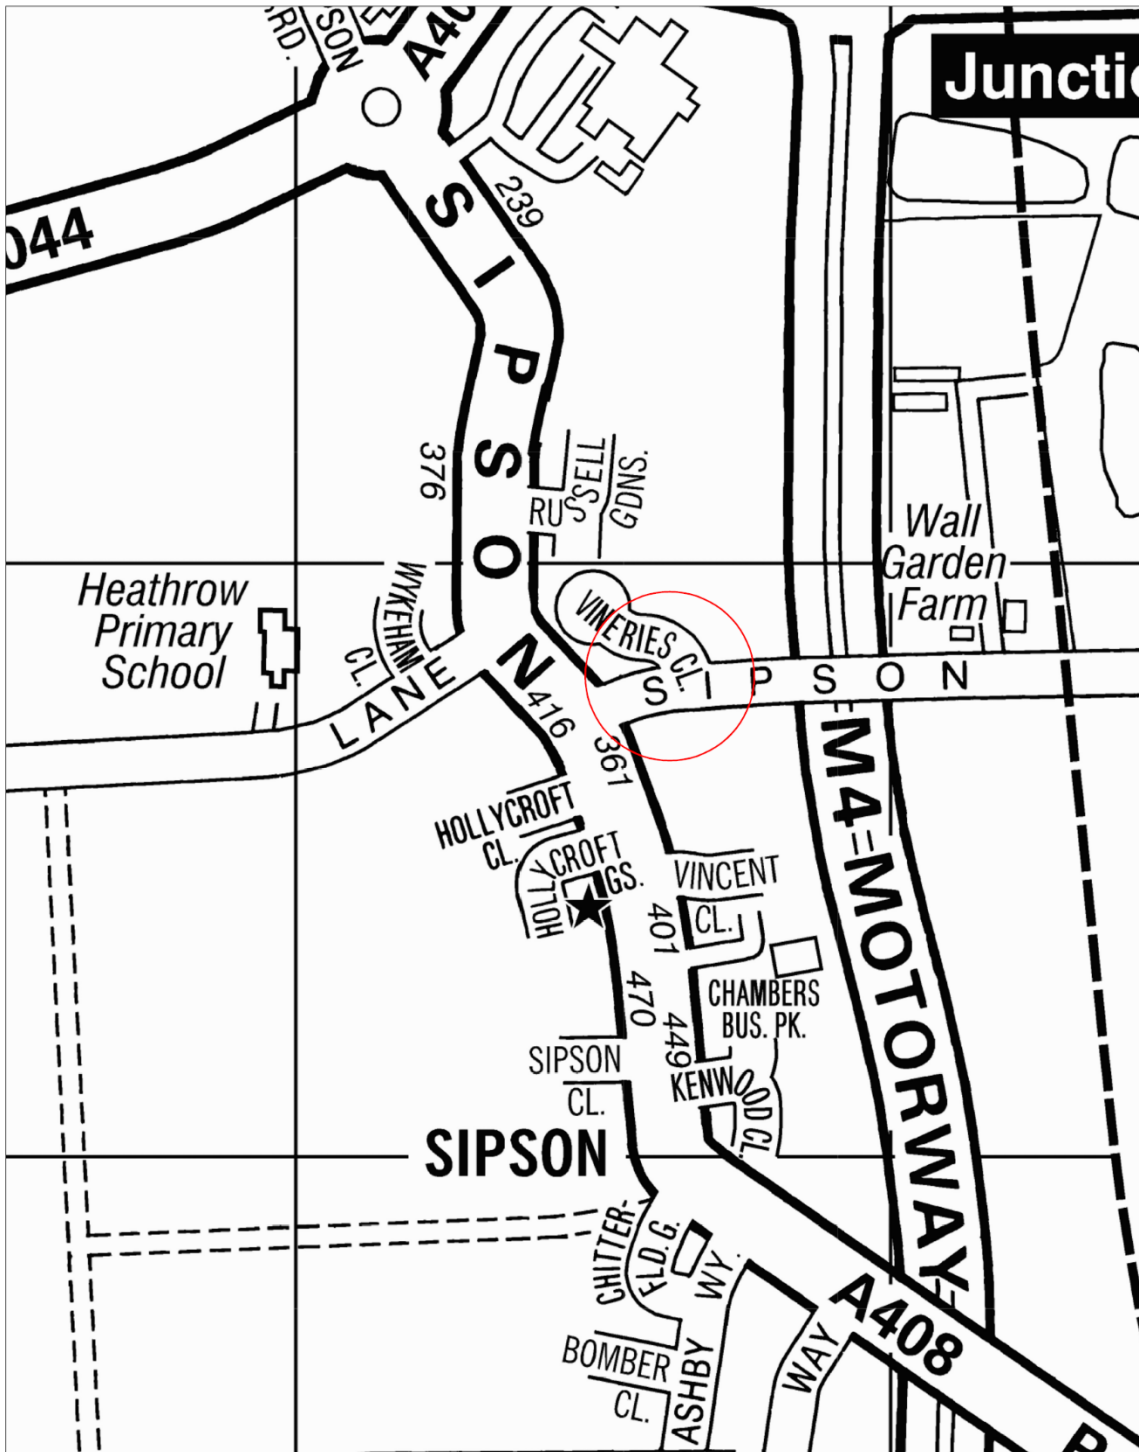 RD.
SON
A40
Junctio
044
239
SIPSON
376
RUSSELL
GDNS.
Wall
Garden
Farm
Heathrow
Primary
School
WYKEHAM
CL.
VINERIES CL.
LANE
SIPSON
416
361
M4 MOTORWAY
HOLLYCROFT
CL.
HOLLY CROFT
GS.
VINCENT
CL.
401
470
449
CHAMBERS
BUS. PK.
SIPSON
CL.
KENWOOD CL.
SIPSON
CHITTER-
FLD. G.
WY.
A408
BOMBER
CL.
ASHBY
WAY